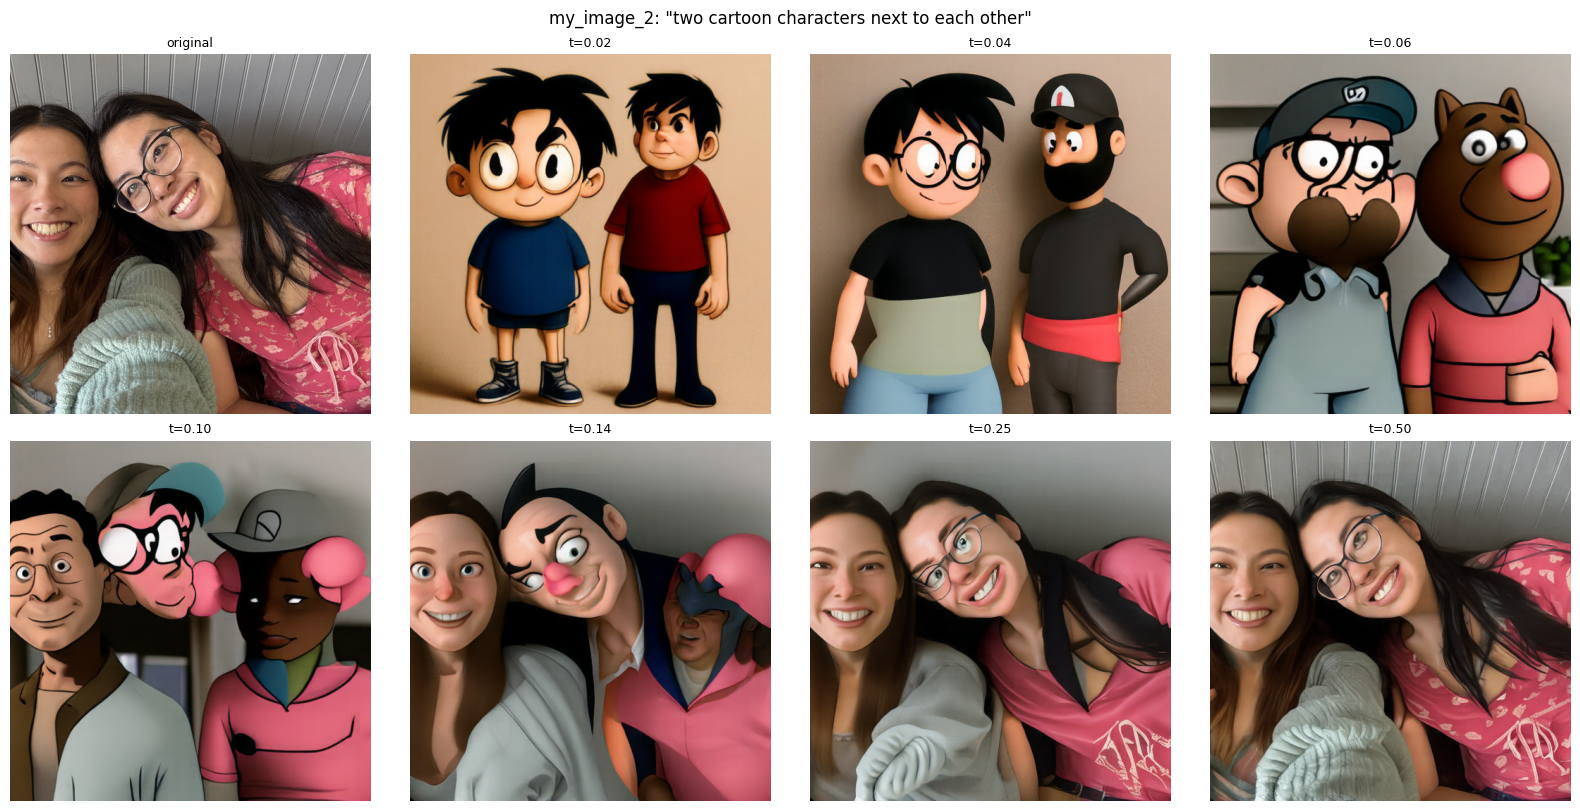 my_image_2: "two cartoon characters next to each other"
original
t=0.02
t=0.04
t=0.06
t=0.10
t=0.14
t=0.25
t=0.50